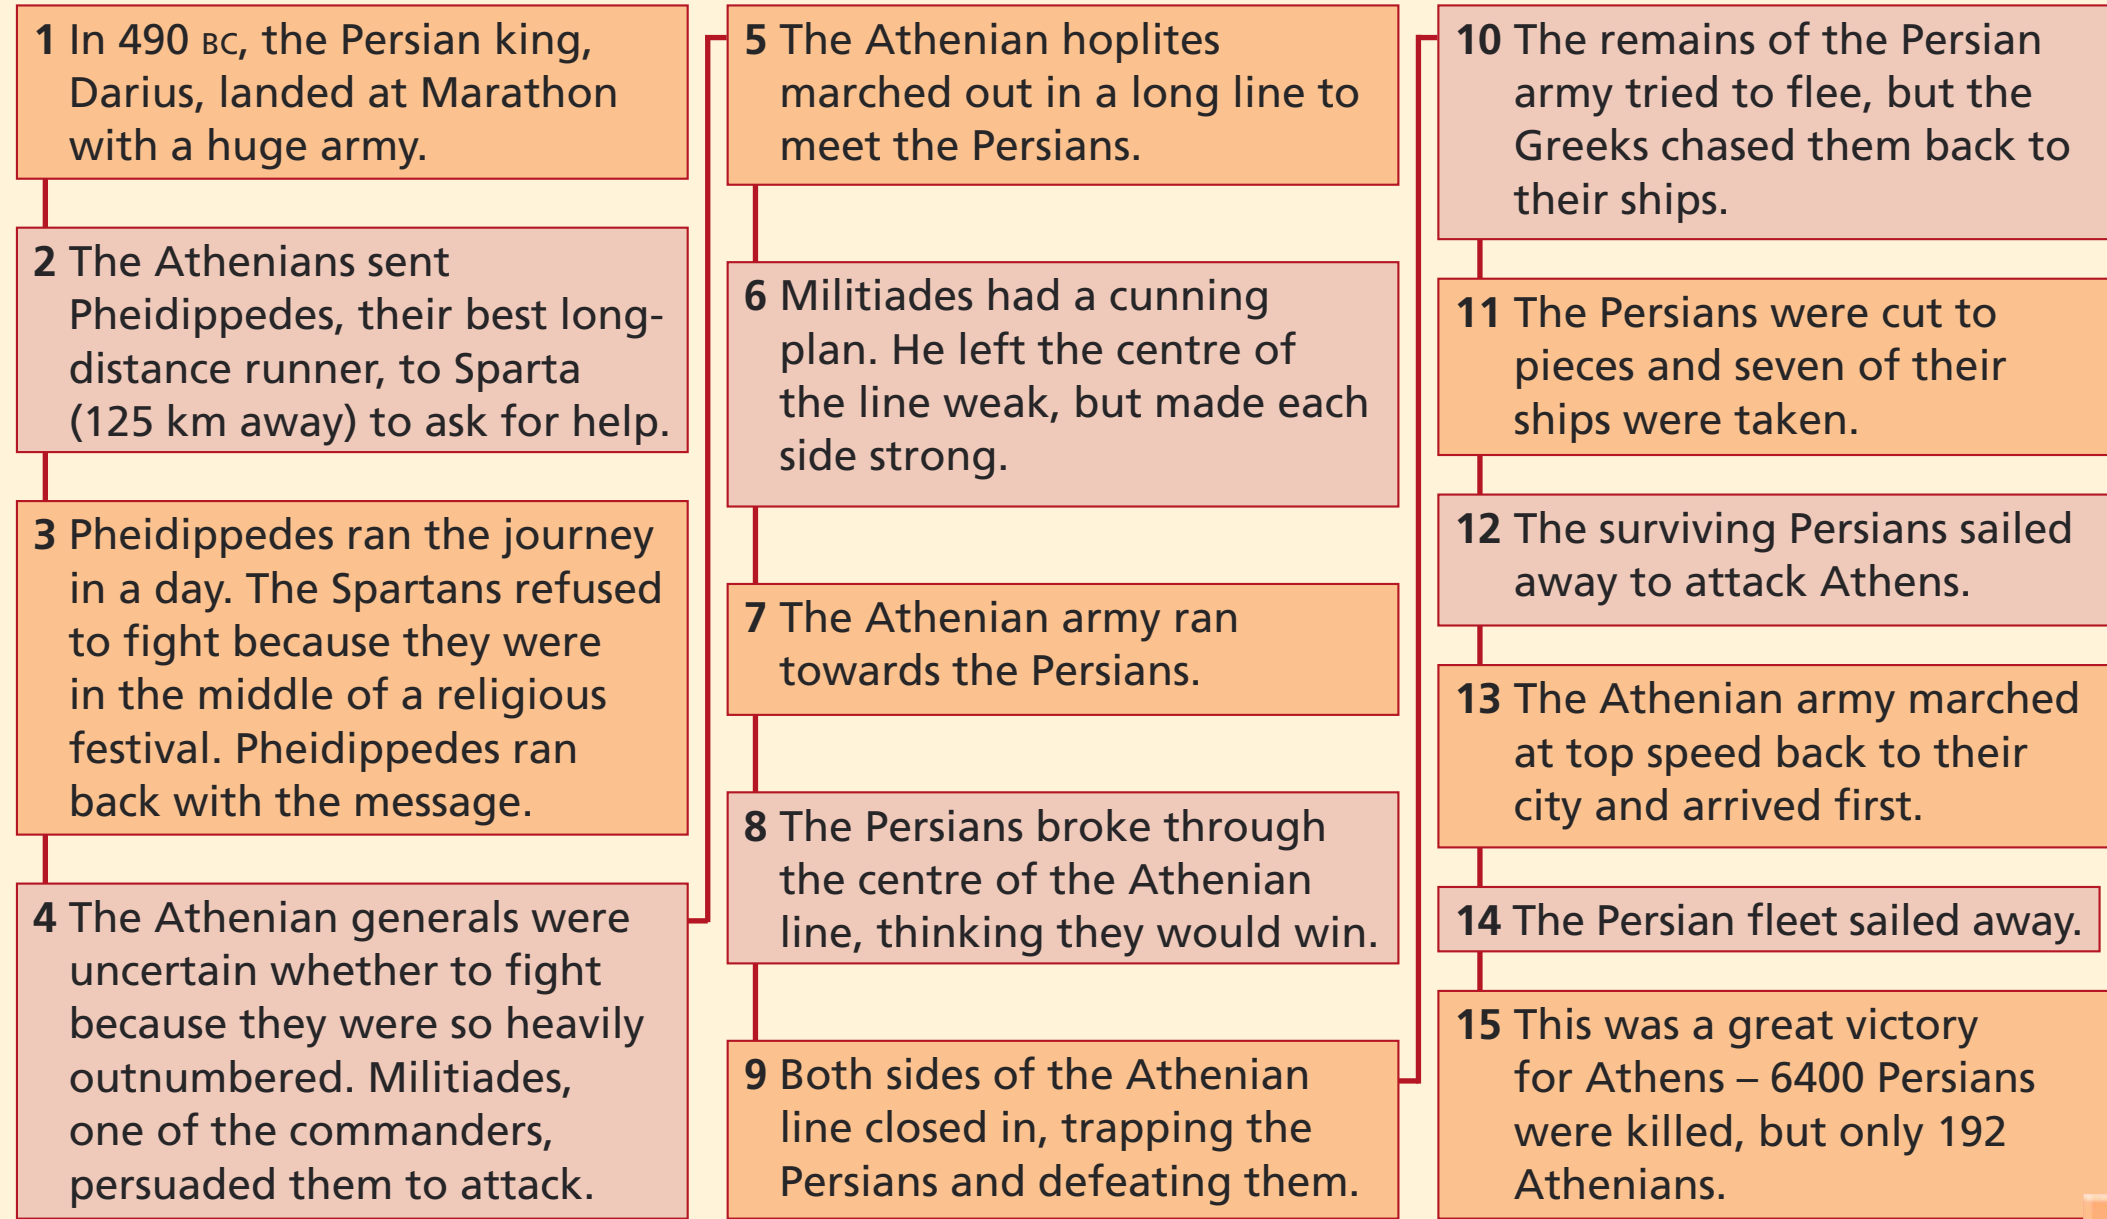 1 In 490 BC, the Persian king,
Darius, landed at Marathon
with a huge army.
2 The Athenians sent
Pheidippedes, their best long-
distance runner, to Sparta
(125 km away) to ask for help.
3 Pheidippedes ran the journey
in a day. The Spartans refused
to fight because they were
in the middle of a religious
festival. Pheidippedes ran
back with the message.
4 The Athenian generals were
uncertain whether to fight
because they were so heavily
outnumbered. Militiades,
one of the commanders,
persuaded them to attack.
5 The Athenian hoplites
marched out in a long line to
meet the Persians.
6 Militiades had a cunning
plan. He left the centre of
the line weak, but made each
side strong.
7 The Athenian army ran
towards the Persians.
8 The Persians broke through
the centre of the Athenian
line, thinking they would win.
9 Both sides of the Athenian
line closed in, trapping the
Persians and defeating them.
10 The remains of the Persian
army tried to flee, but the
Greeks chased them back to
their ships.
11 The Persians were cut to
pieces and seven of their
ships were taken.
12 The surviving Persians sailed
away to attack Athens.
13 The Athenian army marched
at top speed back to their
city and arrived first.
14 The Persian fleet sailed away.
15 This was a great victory
for Athens – 6400 Persians
were killed, but only 192
Athenians.